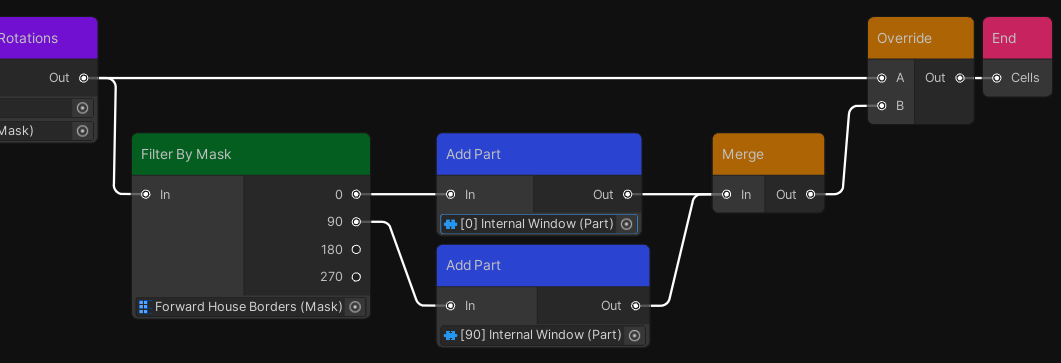 Rotations
Out
Mask)
Override
A
Out
B
End
Cells
Filter By Mask
In
0
90
180
270
Forward House Borders (Mask)
Add Part
In
Out
[0] Internal Window (Part)
Add Part
In
Out
[90] Internal Window (Part)
Merge
In
Out